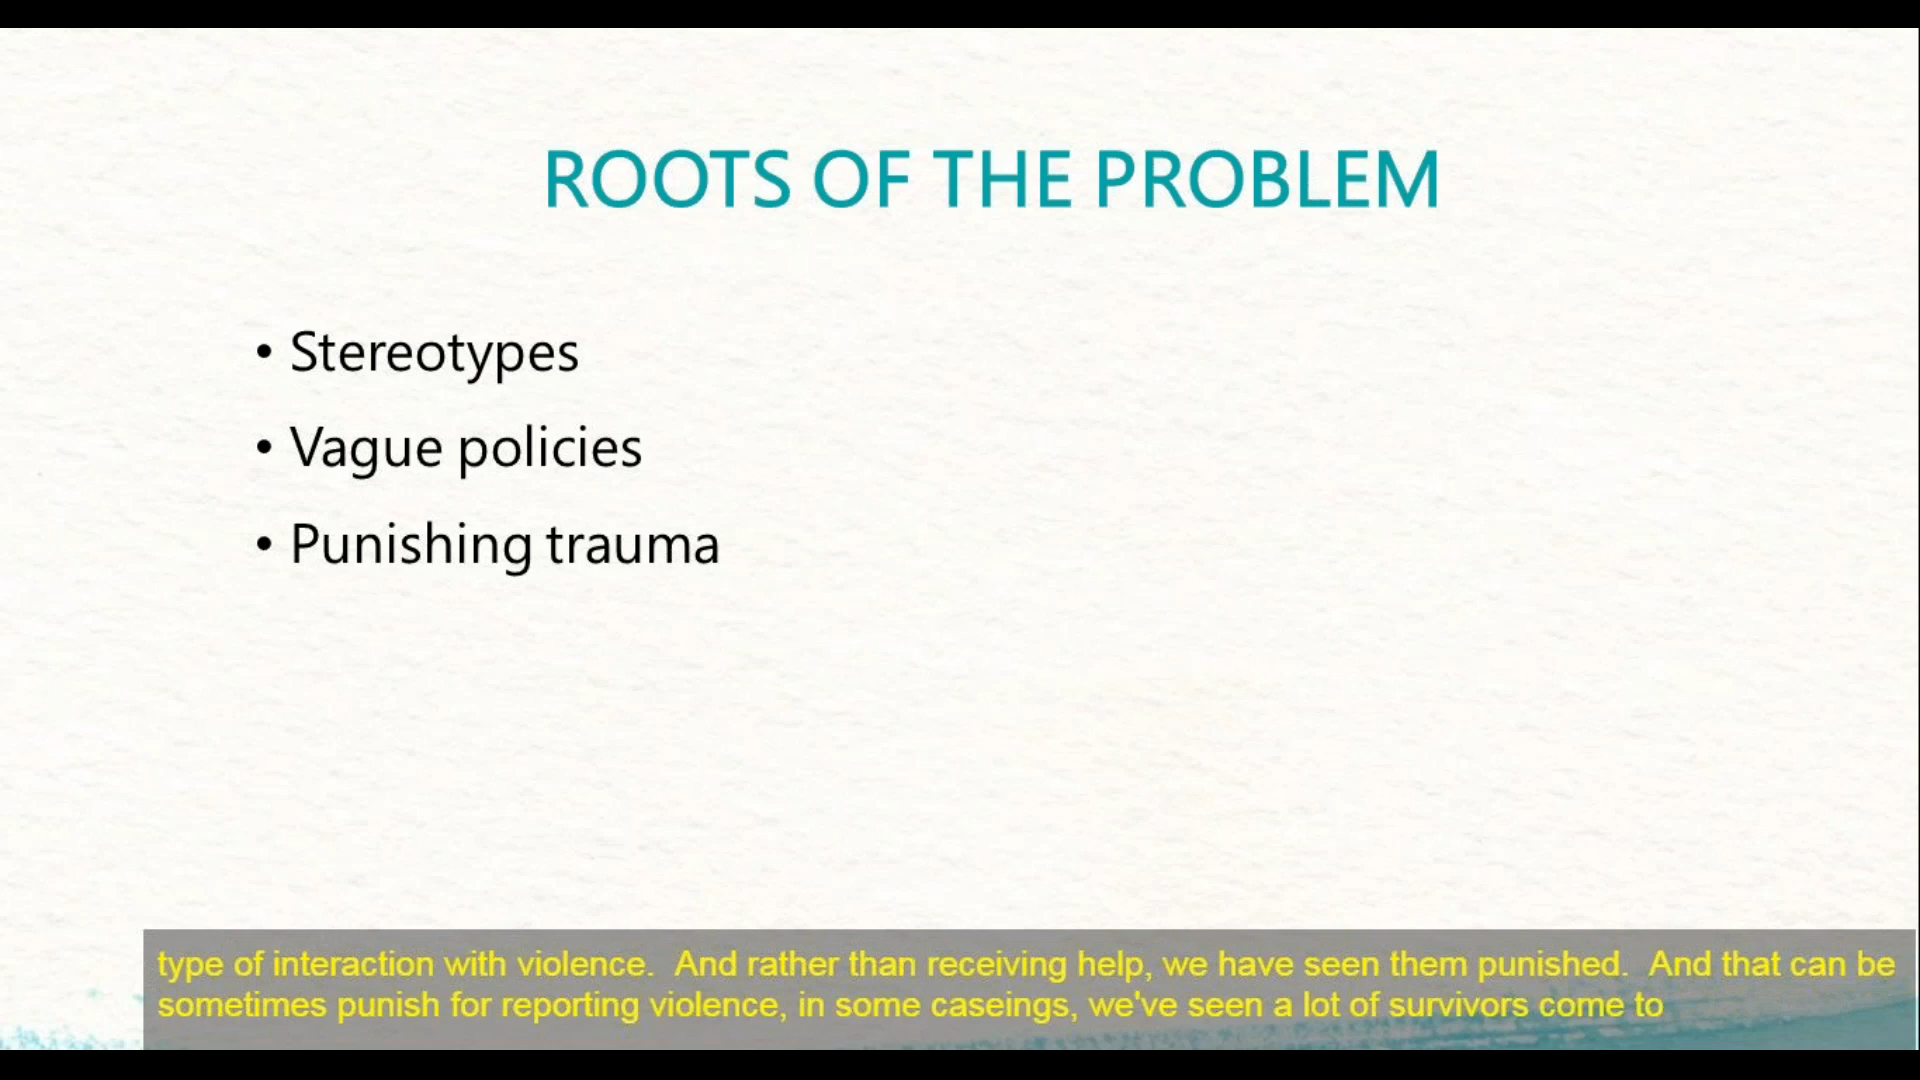 ROOTS OF THE PROBLEM
• Stereotypes
• Vague policies
• Punishing trauma
type of interaction with violence.  And rather than receiving help, we have seen them punished.  And that can be
sometimes punish for reporting violence, in some caseings, we've seen a lot of survivors come to